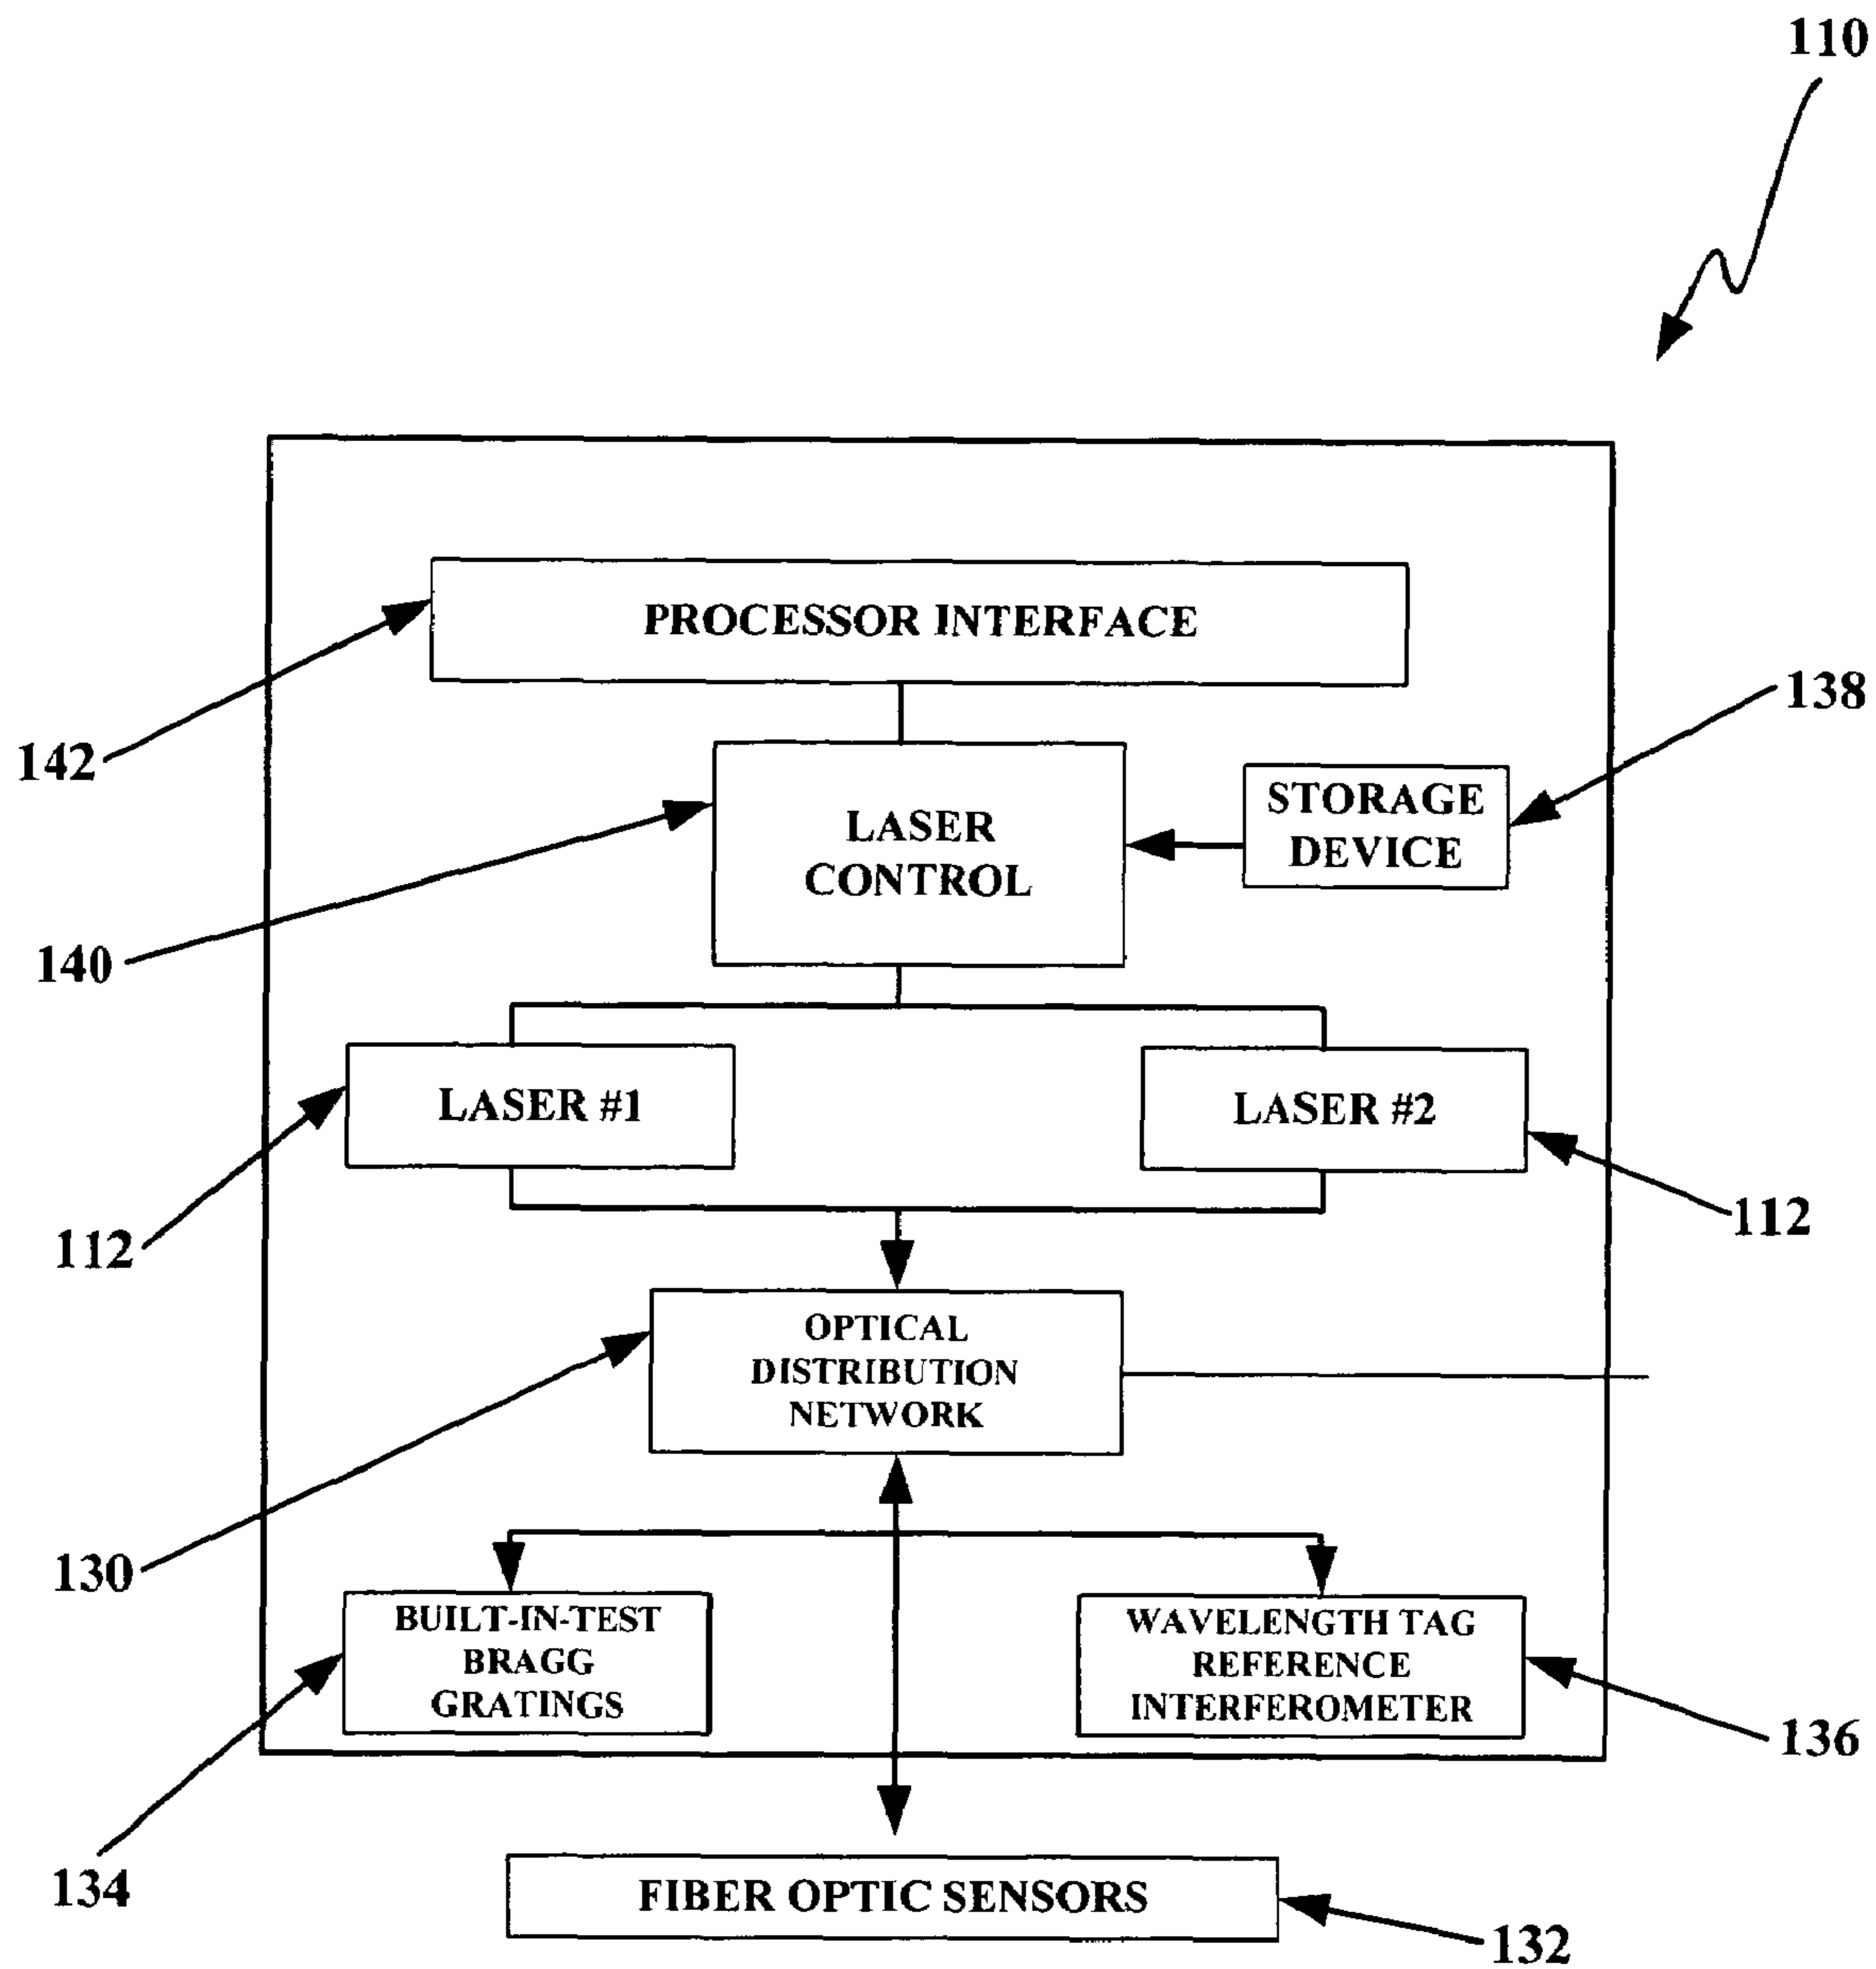 110
PROCESSOR INTERFACE
142
138
STORAGE
DEVICE
LASER
CONTROL
140
LASER #1
LASER #2
112
112
OPTICAL
DISTRIBUTION
NETWORK
130
BUILT-IN-TEST
BRAGG
GRATINGS
WAVELENGTH TAG
REFERENCE
INTERFEROMETER
136
134
FIBER OPTIC SENSORS
132